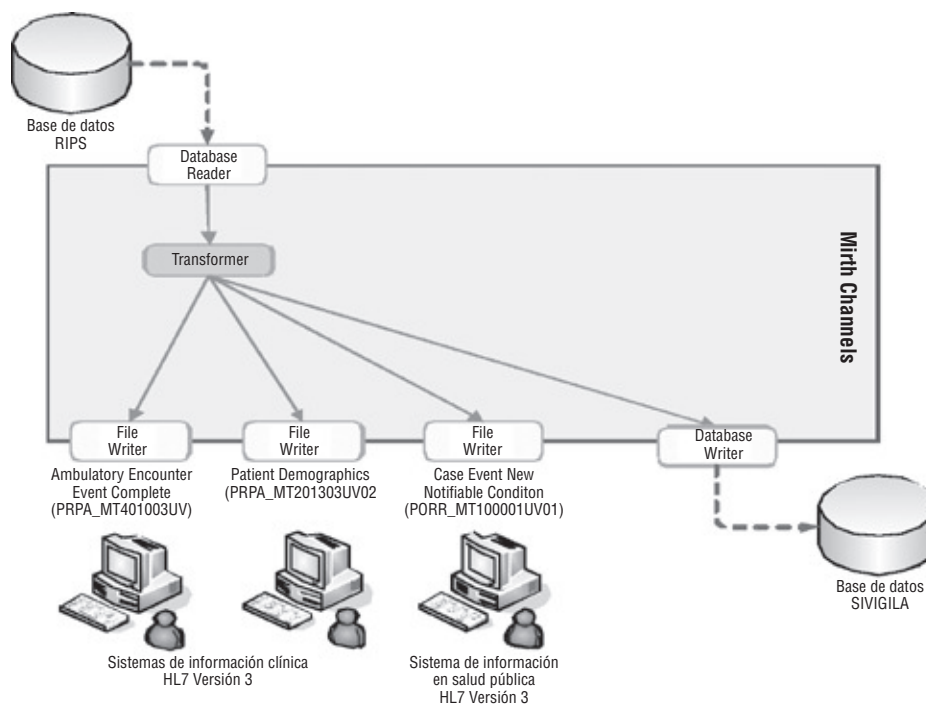 Base de datos
RIPS
Database
Reader
Transformer
Mirth Channels
File
Writer
File
Writer
File
Writer
Database
Writer
Ambulatory Encounter
Event Complete
(PRPA_MT401003UV)
Patient Demographics
(PRPA_MT201303UV02
Case Event New
Notifiable Conditon
(PORR_MT100001UV01)
Base de datos
SIVIGILA
Sistemas de información clínica
HL7 Versión 3
Sistema de información
en salud pública
HL7 Versión 3